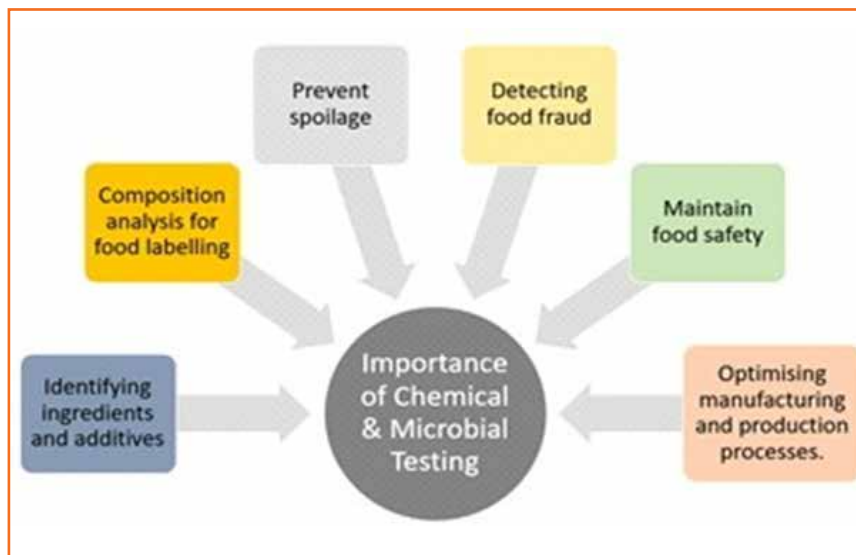 Prevent
spoilage
Detecting
food fraud
Composition
analysis for
food labelling
Maintain
food safety
Identifying
ingredients
and additives
Importance
of Chemical
& Microbial
Testing
Optimising
manufacturing
and production
processes.